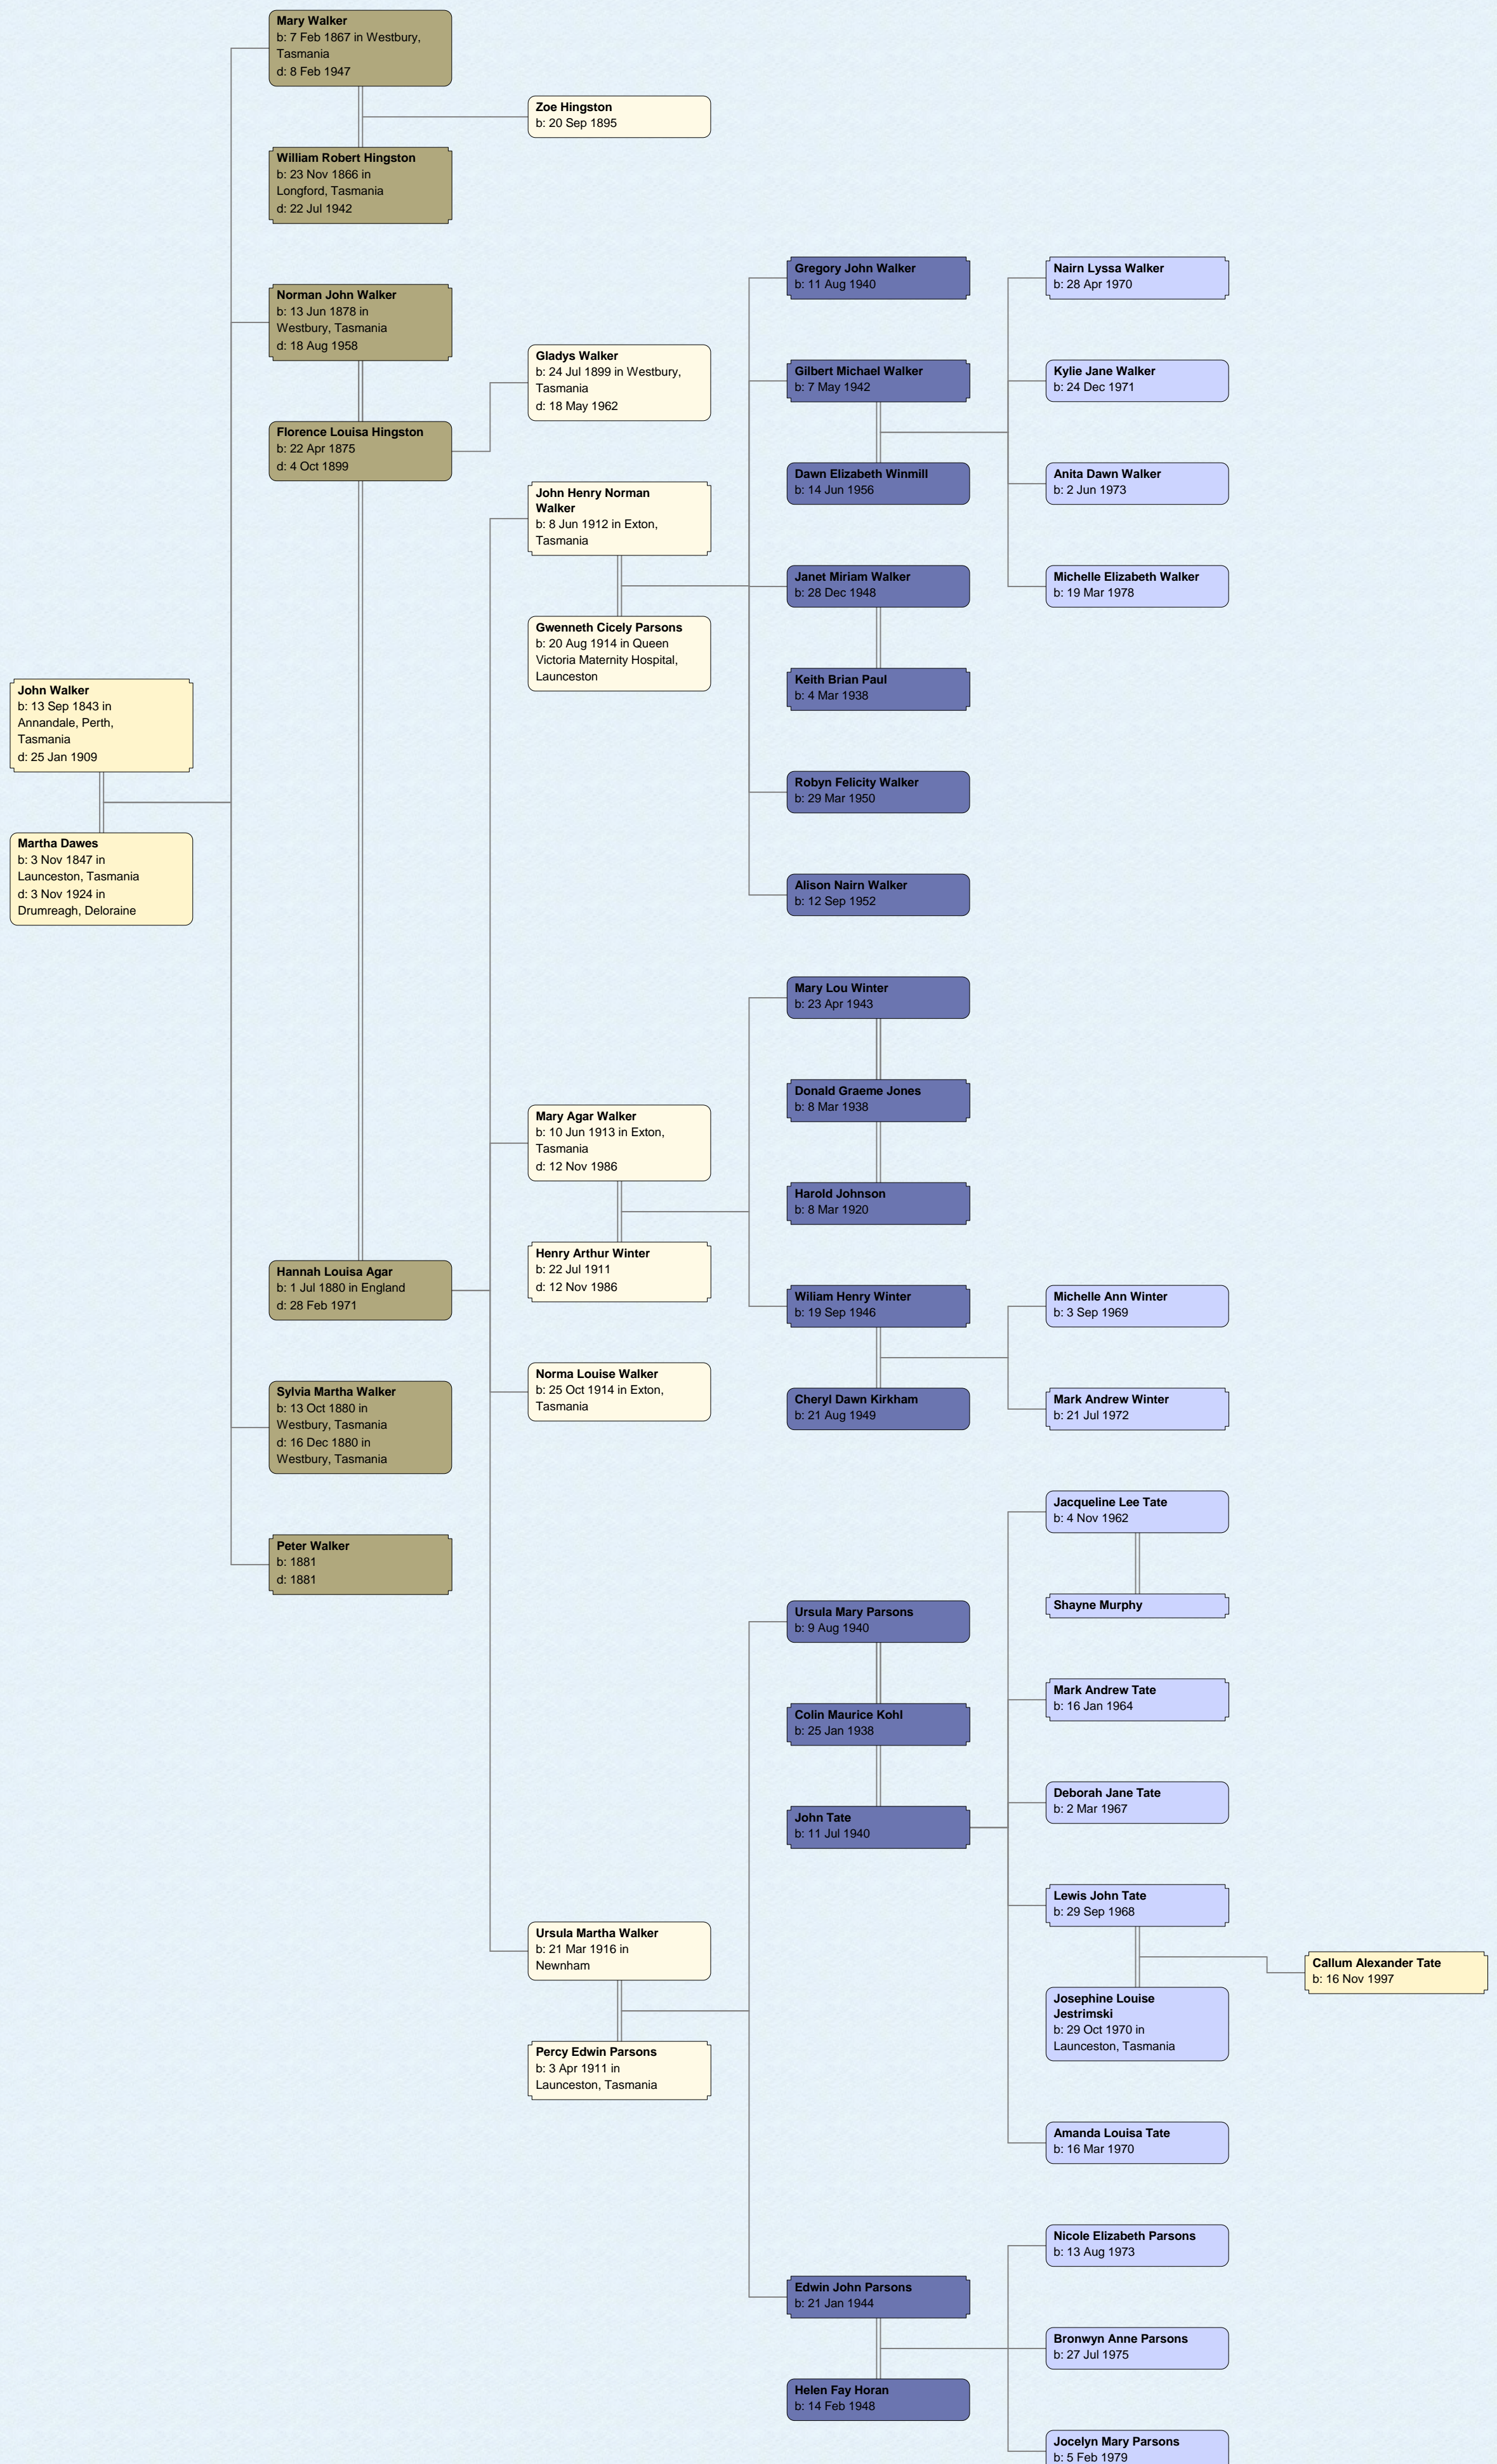 Mary Walker
b: 7 Feb 1867 in Westbury,
Tasmania
d: 8 Feb 1947
Zoe Hingston
b: 20 Sep 1895
William Robert Hingston
b: 23 Nov 1866 in
Longford, Tasmania
d: 22 Jul 1942
Gregory John Walker
b: 11 Aug 1940
Nairn Lyssa Walker
b: 28 Apr 1970
Norman John Walker
b: 13 Jun 1878 in
Westbury, Tasmania
d: 18 Aug 1958
Gladys Walker
b: 24 Jul 1899 in Westbury,
Tasmania
d: 18 May 1962
Gilbert Michael Walker
b: 7 May 1942
Kylie Jane Walker
b: 24 Dec 1971
Florence Louisa Hingston
b: 22 Apr 1875
d: 4 Oct 1899
Dawn Elizabeth Winmill
b: 14 Jun 1956
Anita Dawn Walker
b: 2 Jun 1973
John Henry Norman
Walker
b: 8 Jun 1912 in Exton,
Tasmania
Janet Miriam Walker
b: 28 Dec 1948
Michelle Elizabeth Walker
b: 19 Mar 1978
Gwenneth Cicely Parsons
b: 20 Aug 1914 in Queen
Victoria Maternity Hospital,
Launceston
Keith Brian Paul
b: 4 Mar 1938
John Walker
b: 13 Sep 1843 in
Annandale, Perth,
Tasmania
d: 25 Jan 1909
Robyn Felicity Walker
b: 29 Mar 1950
Martha Dawes
b: 3 Nov 1847 in
Launceston, Tasmania
d: 3 Nov 1924 in
Drumreagh, Deloraine
Alison Nairn Walker
b: 12 Sep 1952
Mary Lou Winter
b: 23 Apr 1943
Donald Graeme Jones
b: 8 Mar 1938
Mary Agar Walker
b: 10 Jun 1913 in Exton,
Tasmania
d: 12 Nov 1986
Harold Johnson
b: 8 Mar 1920
Henry Arthur Winter
b: 22 Jul 1911
d: 12 Nov 1986
Hannah Louisa Agar
b: 1 Jul 1880 in England
d: 28 Feb 1971
Wiliam Henry Winter
b: 19 Sep 1946
Michelle Ann Winter
b: 3 Sep 1969
Norma Louise Walker
b: 25 Oct 1914 in Exton,
Tasmania
Sylvia Martha Walker
b: 13 Oct 1880 in
Westbury, Tasmania
d: 16 Dec 1880 in
Westbury, Tasmania
Cheryl Dawn Kirkham
b: 21 Aug 1949
Mark Andrew Winter
b: 21 Jul 1972
Jacqueline Lee Tate
b: 4 Nov 1962
Peter Walker
b: 1881
d: 1881
Shayne Murphy
Ursula Mary Parsons
b: 9 Aug 1940
Mark Andrew Tate
b: 16 Jan 1964
Colin Maurice Kohl
b: 25 Jan 1938
Deborah Jane Tate
b: 2 Mar 1967
John Tate
b: 11 Jul 1940
Lewis John Tate
b: 29 Sep 1968
Ursula Martha Walker
b: 21 Mar 1916 in
Newnham
Callum Alexander Tate
b: 16 Nov 1997
Josephine Louise
Jestrimski
b: 29 Oct 1970 in
Launceston, Tasmania
Percy Edwin Parsons
b: 3 Apr 1911 in
Launceston, Tasmania
Amanda Louisa Tate
b: 16 Mar 1970
Nicole Elizabeth Parsons
b: 13 Aug 1973
Edwin John Parsons
b: 21 Jan 1944
Bronwyn Anne Parsons
b: 27 Jul 1975
Helen Fay Horan
b: 14 Feb 1948
Jocelyn Mary Parsons
b: 5 Feb 1979